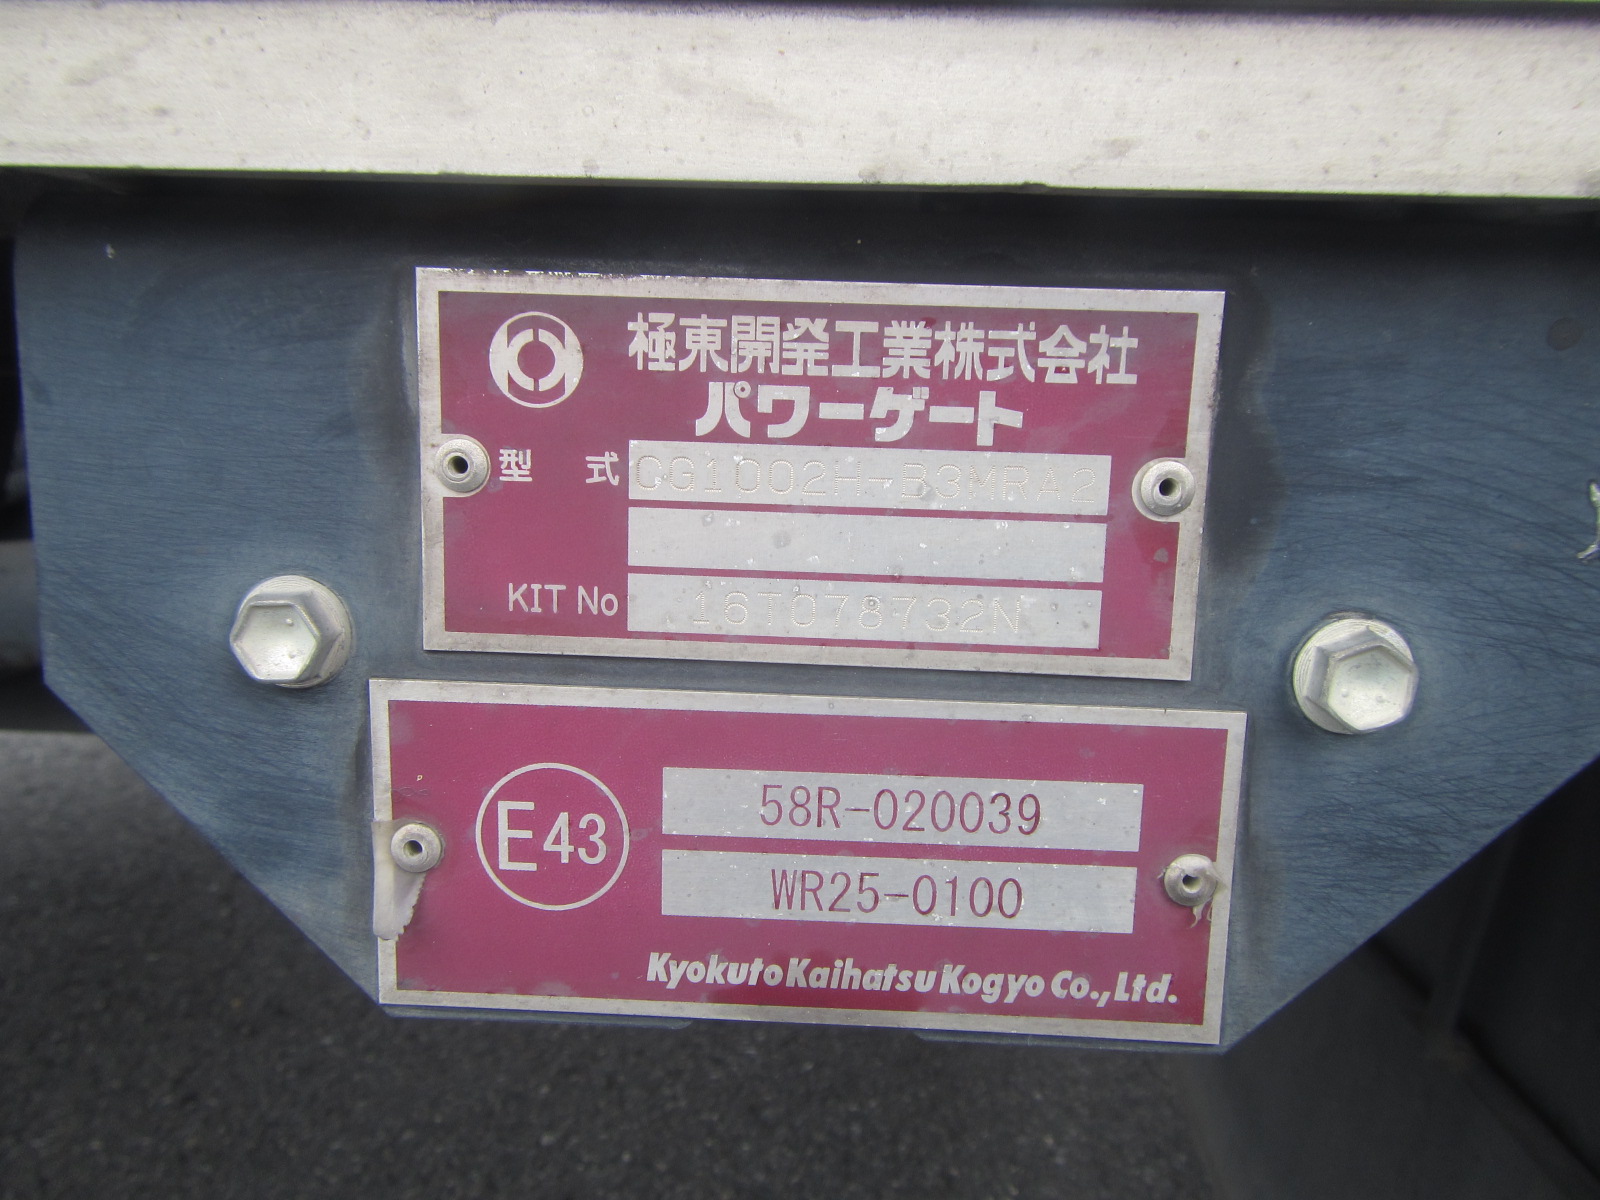 極東開発工業株式会社
パワーゲート
型式 CG1002H-B3MRA2
KIT No 16T078732N
E43
58R-020039
WR25-0100
Kyokuto Kaihatsu Kogyo Co., Ltd.